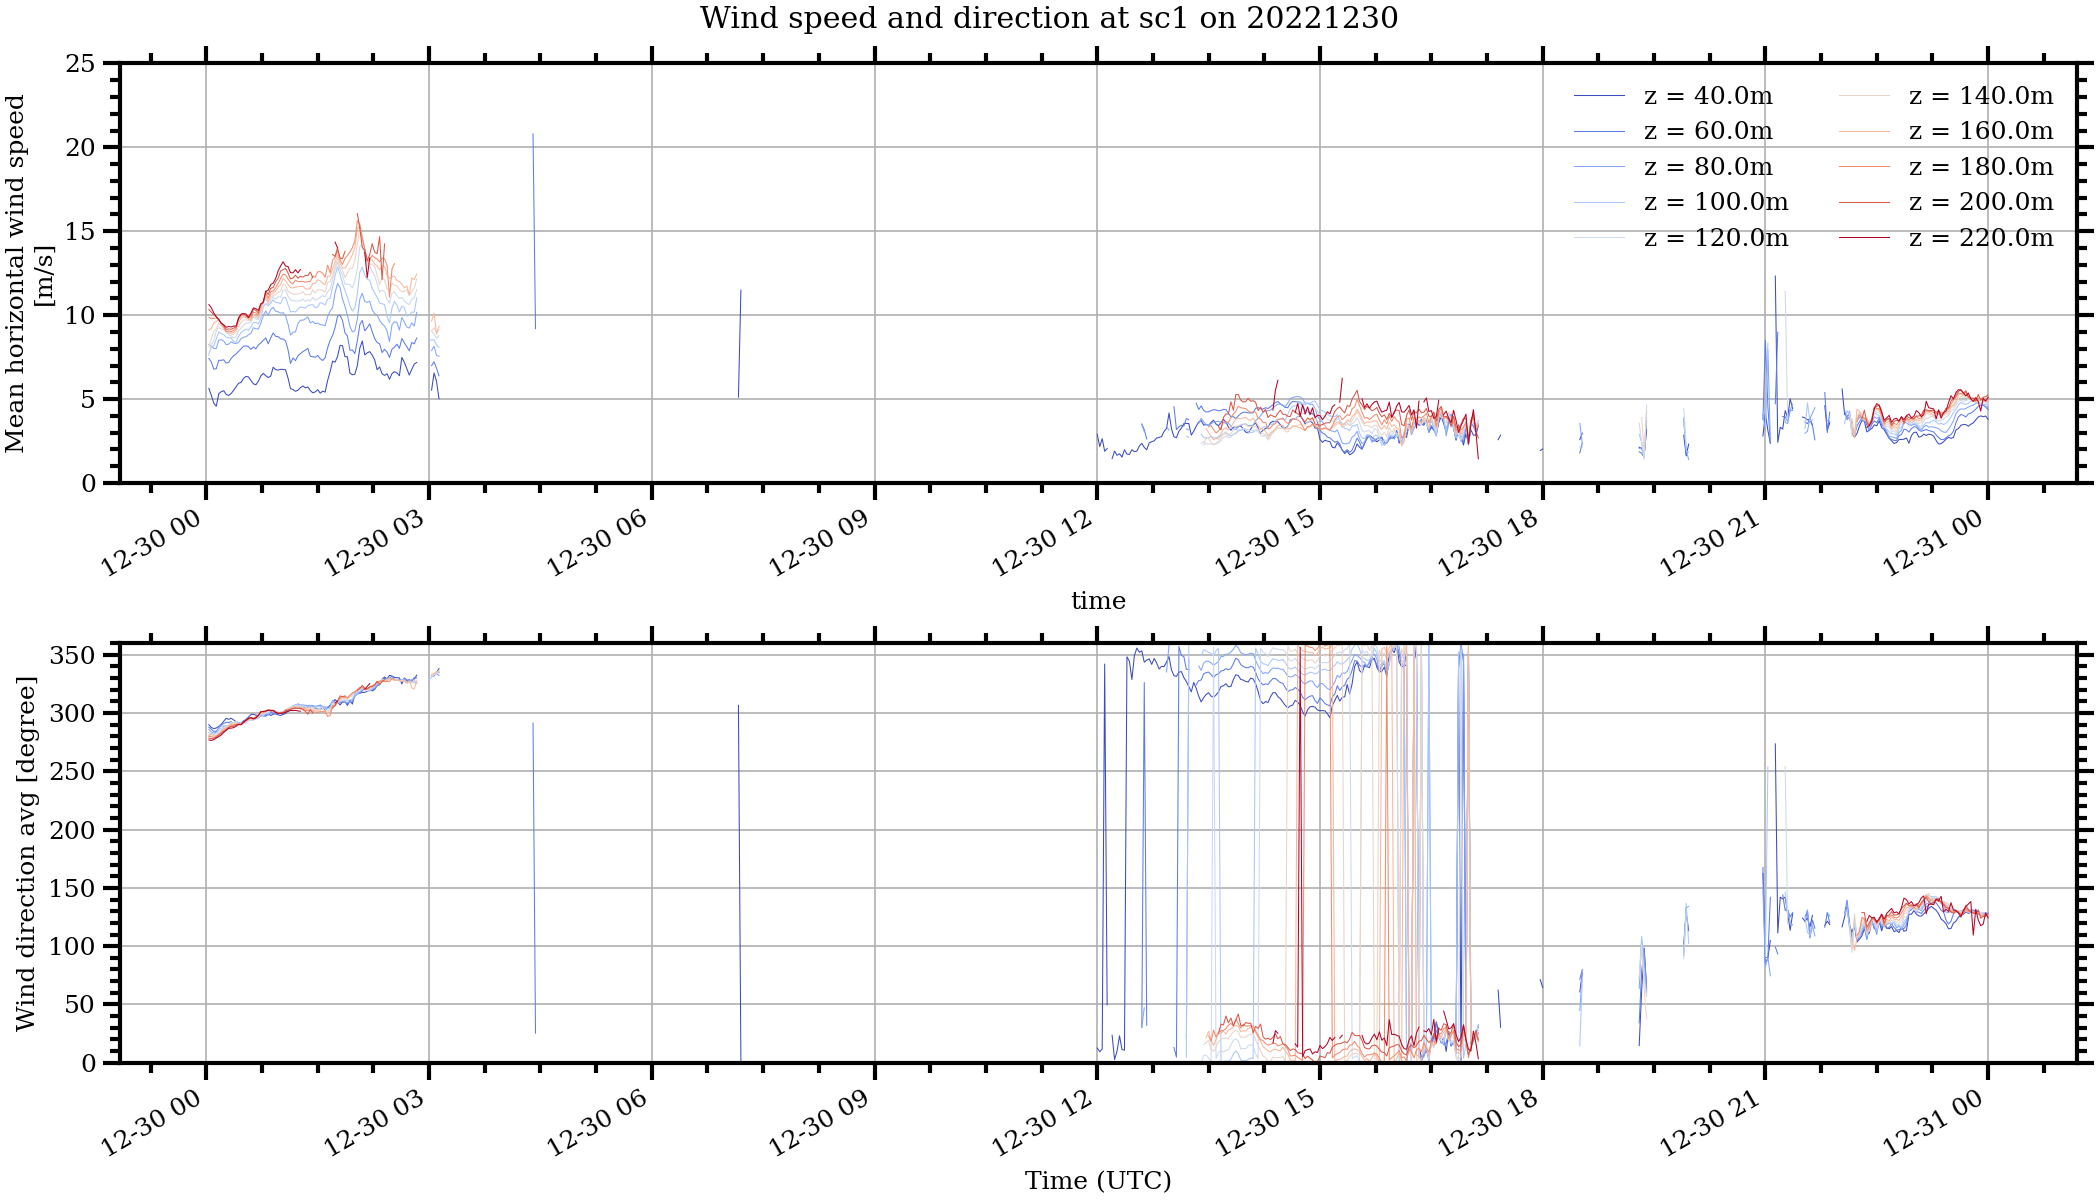 Wind speed and direction at sc1 on 20221230
Mean horizontal wind speed
[m/s]
25
20
15
10
5
0
z = 40.0m
z = 60.0m
z = 80.0m
z = 100.0m
z = 120.0m
z = 140.0m
z = 160.0m
z = 180.0m
z = 200.0m
z = 220.0m
12-30 00
12-30 03
12-30 06
12-30 09
12-30 12
12-30 15
12-30 18
12-30 21
12-31 00
time
Wind direction avg [degree]
350
300
250
200
150
100
50
0
12-30 00
12-30 03
12-30 06
12-30 09
12-30 12
12-30 15
12-30 18
12-30 21
12-31 00
Time (UTC)